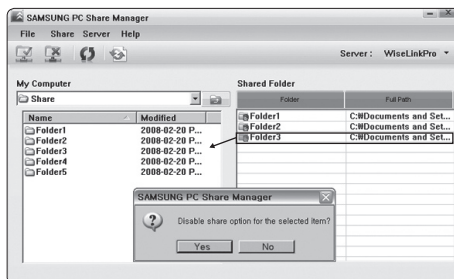 SAMSUNG PC Share Manager
File Share Server Help
Server : WiseLinkPro
My Computer
Shared Folder
Share
Folder Full Path
Name Modified
Folder1 2008-02-20 P...
Folder2 2008-02-20 P...
Folder3 2008-02-20 P...
Folder4 2008-02-20 P...
Folder5 2008-02-20 P...
Folder1 C:₩Documents and Set...
Folder2 C:₩Documents and Set...
Folder3 C:₩Documents and Set...
SAMSUNG PC Share Manager
Disable share option for the selected item?
Yes No